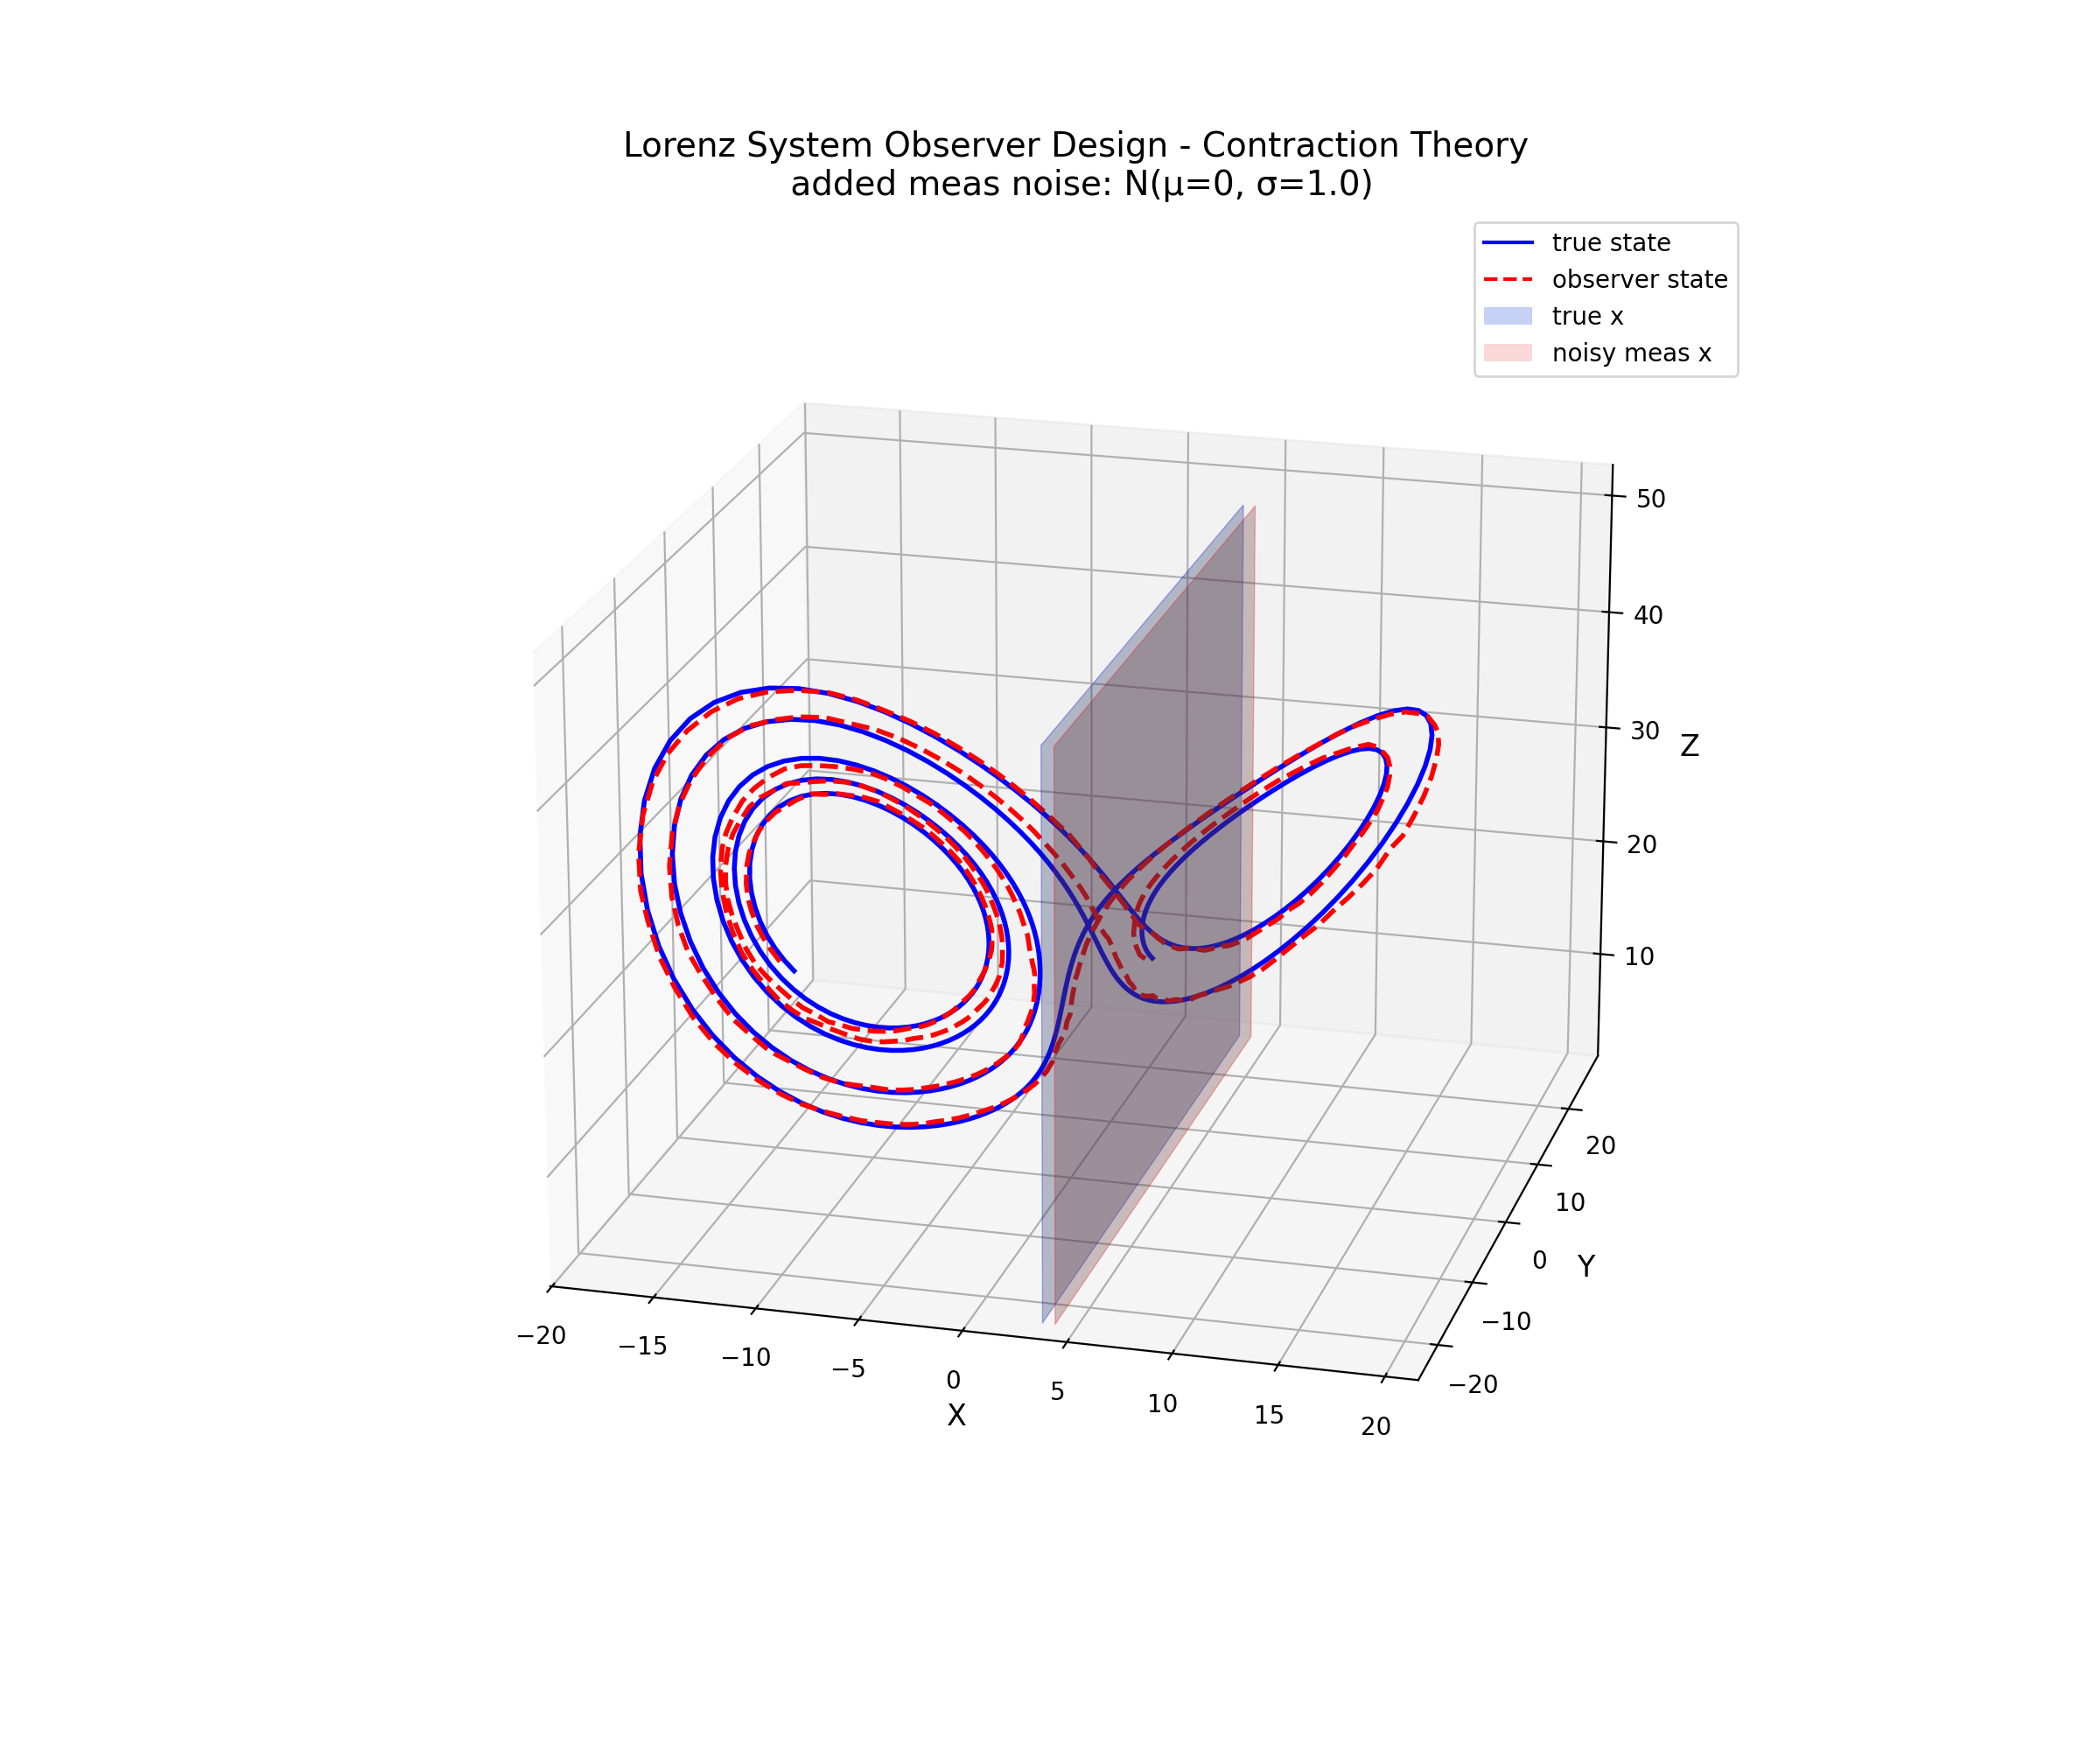 Lorenz System Observer Design - Contraction Theory
added meas noise: N(μ=0, σ=1.0)
true state
observer state
true x
noisy meas x
50
40
30
Z
20
10
20
10
0
Y
−10
−20
−20
−15
−10
−5
0
5
10
15
20
X